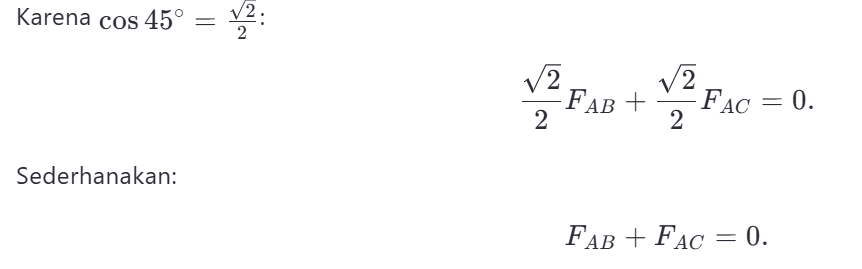 Karena cos 45° = √2/2:
√2/2 F_AB + √2/2 F_AC = 0.
Sederhanakan:
F_AB + F_AC = 0.